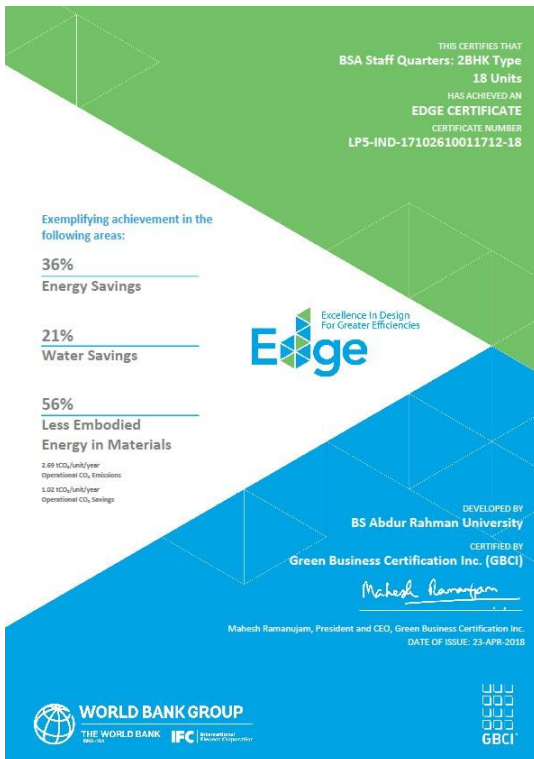 THIS CERTIFIES THAT
BSA Staff Quarters: 2BHK Type
18 Units
HAS ACHIEVED AN
EDGE CERTIFICATE
CERTIFICATE NUMBER
LP5-IND-17102610011712-18
Exemplifying achievement in the
following areas:
36%
Energy Savings
21%
Water Savings
56%
Less Embodied
Energy in Materials
2.69 tCO₂/unit/year
Operational CO₂ Emissions
1.02 tCO₂/unit/year
Operational CO₂ Savings
Edge
Excellence In Design
For Greater Efficiencies
DEVELOPED BY
BS Abdur Rahman University
CERTIFIED BY
Green Business Certification Inc. (GBCI)
Mahesh Ramanujam
Mahesh Ramanujam, President and CEO, Green Business Certification Inc.
DATE OF ISSUE: 23-APR-2018
WORLD BANK GROUP
THE WORLD BANK
IBRD • IDA
IFC International
Finance Corporation
GBCI